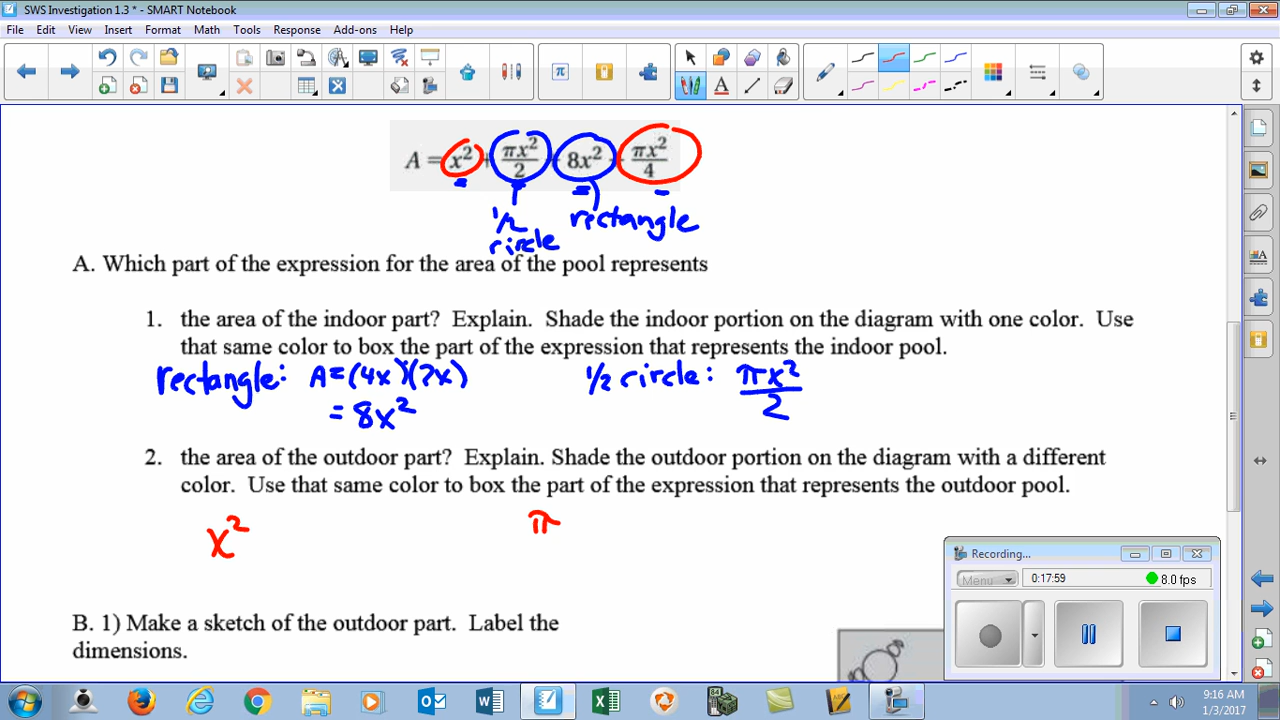 SWS Investigation 1.3 * - SMART Notebook
File Edit View Insert Format Math Tools Response Add-ons Help
A = x² + πx²/2 + 8x² + πx²/4
1/2 circle
rectangle
A. Which part of the expression for the area of the pool represents
1. the area of the indoor part? Explain. Shade the indoor portion on the diagram with one color. Use
that same color to box the part of the expression that represents the indoor pool.
rectangle: A=(4x)(2x) 1/2 circle: πx²/2
= 8x²
2. the area of the outdoor part? Explain. Shade the outdoor portion on the diagram with a different
color. Use that same color to box the part of the expression that represents the outdoor pool.
x² π
Recording...
Menu 0:17:59 8.0 fps
B. 1) Make a sketch of the outdoor part. Label the
dimensions.
9:16 AM
1/3/2017